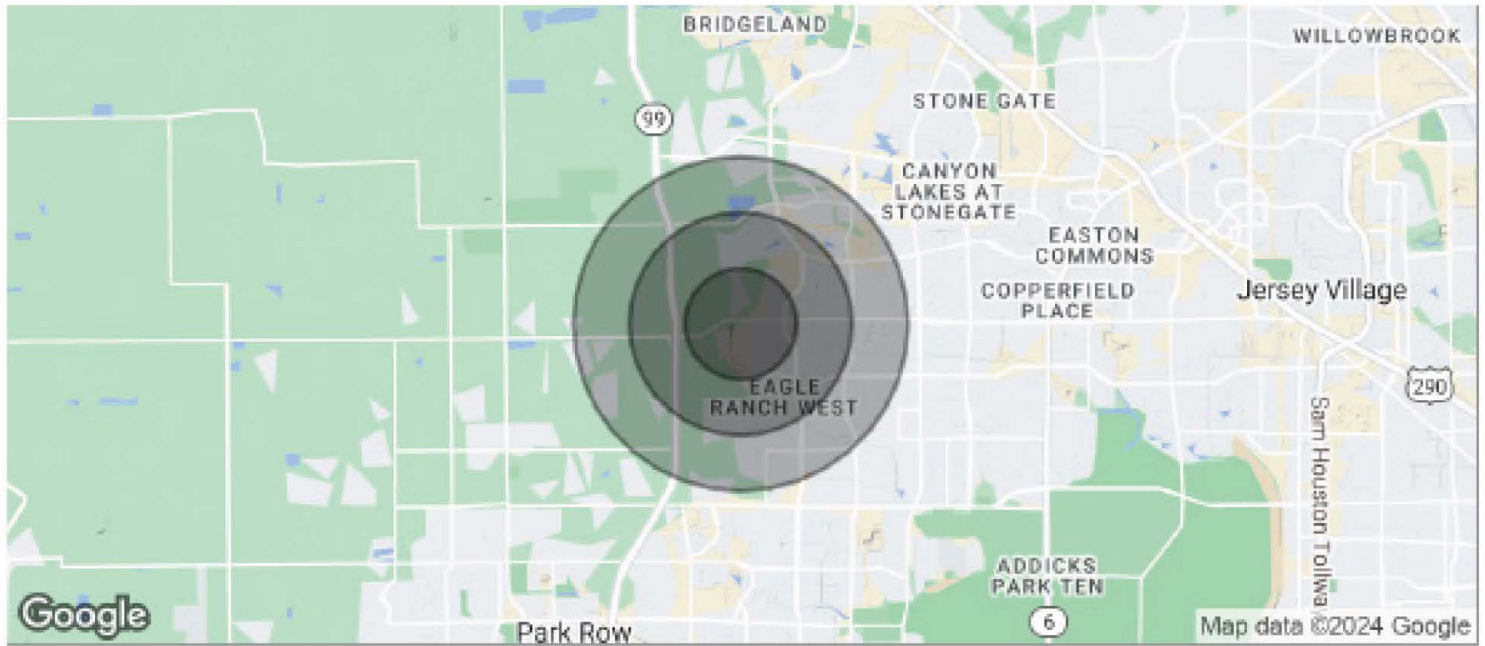 BRIDGELAND
WILLOWBROOK
STONE GATE
99
CANYON
LAKES AT
STONEGATE
EASTON
COMMONS
COPPERFIELD
PLACE
Jersey Village
EAGLE
RANCH WEST
290
Sam Houston Tollwa
ADDICKS
PARK TEN
6
Park Row
Google
Map data ©2024 Google